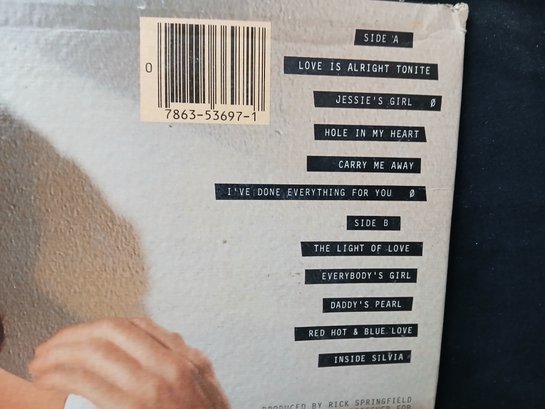 SIDE A
LOVE IS ALRIGHT TONITE
JESSIE'S GIRL Ø
HOLE IN MY HEART
CARRY ME AWAY
I'VE DONE EVERYTHING FOR YOU Ø
SIDE B
THE LIGHT OF LOVE
EVERYBODY'S GIRL
DADDY'S PEARL
RED HOT & BLUE LOVE
INSIDE SILVIA
0
7863-53697-1
PRODUCED BY RICK SPRINGFIELD
FOR